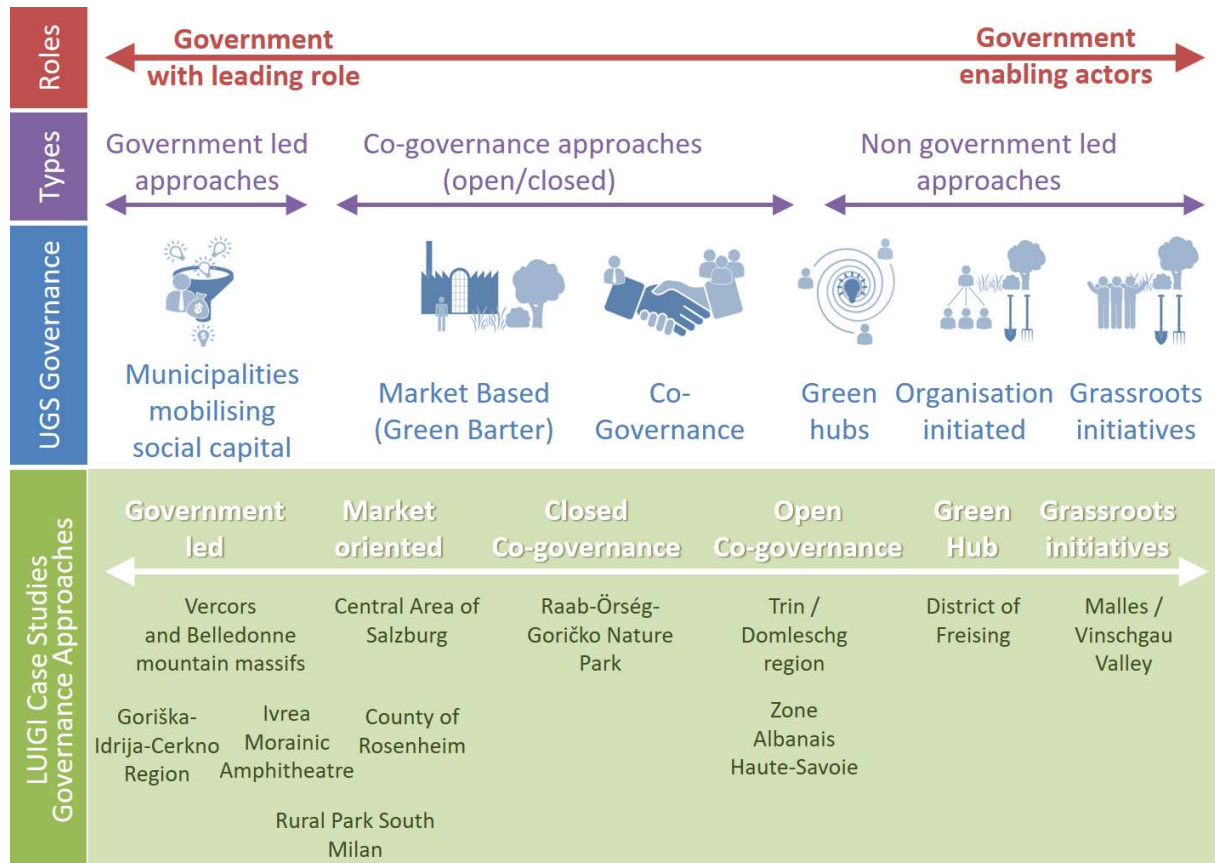 Roles
Government
with leading role
Government
enabling actors
Types
Government led
approaches
Co-governance approaches
(open/closed)
Non government led
approaches
UGS Governance
Municipalities
mobilising
social capital
Market Based
(Green Barter)
Co-
Governance
Green
hubs
Organisation
initiated
Grassroots
initiatives
LUIGI Case Studies
Governance Approaches
Government
led
Market
oriented
Closed
Co-governance
Open
Co-governance
Green
Hub
Grassroots
initiatives
Vercors
and Belledonne
mountain massifs
Central Area of
Salzburg
Raab-Örség-
Goričko Nature
Park
Trin /
Domleschg
region
District of
Freising
Malles /
Vinschgau
Valley
Goriška-
Idrija-Cerkno
Region
Ivrea
Morainic
Amphitheatre
County of
Rosenheim
Zone
Albanais
Haute-Savoie
Rural Park South
Milan